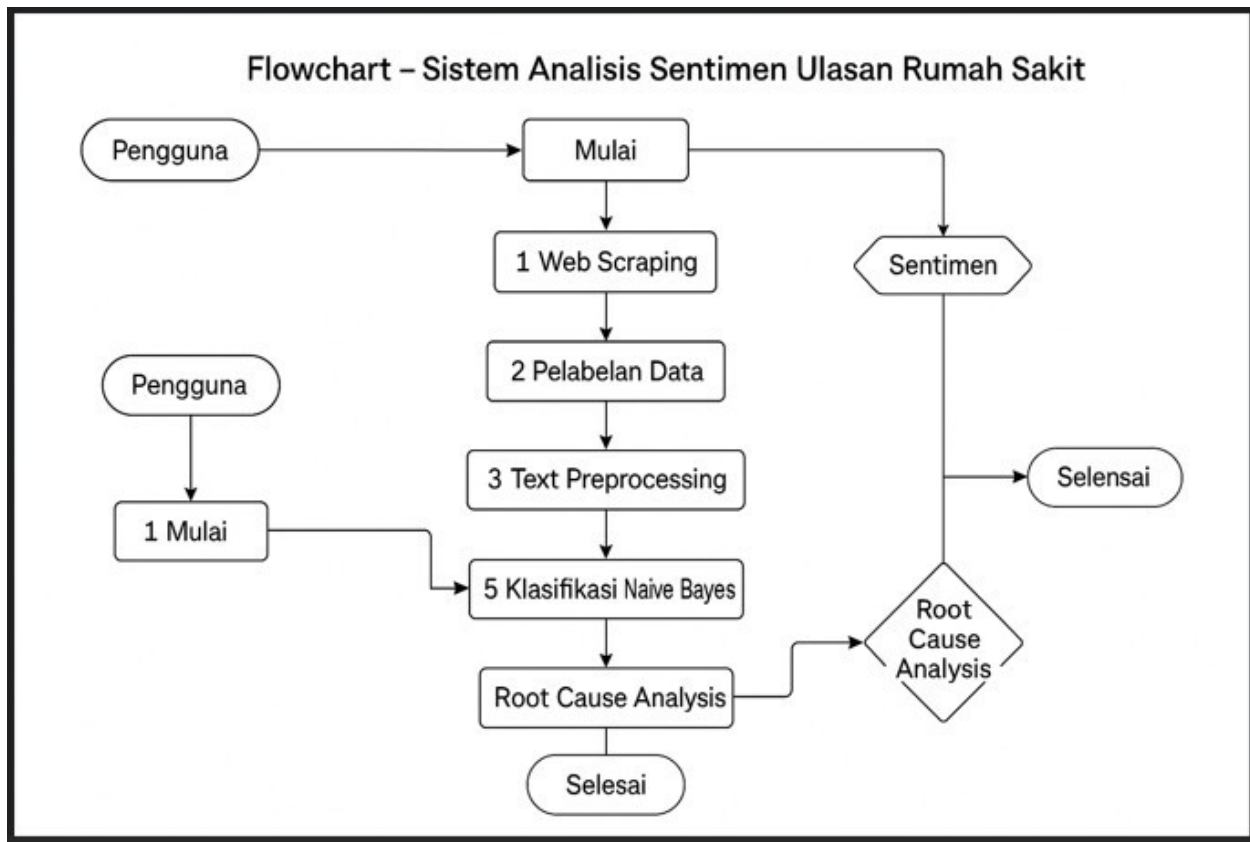 Flowchart – Sistem Analisis Sentimen Ulasan Rumah Sakit
Pengguna
Mulai
1 Web Scraping
Sentimen
2 Pelabelan Data
Pengguna
3 Text Preprocessing
Selensai
1 Mulai
5 Klasifikasi Naive Bayes
Root
Cause
Analysis
Root Cause Analysis
Selesai